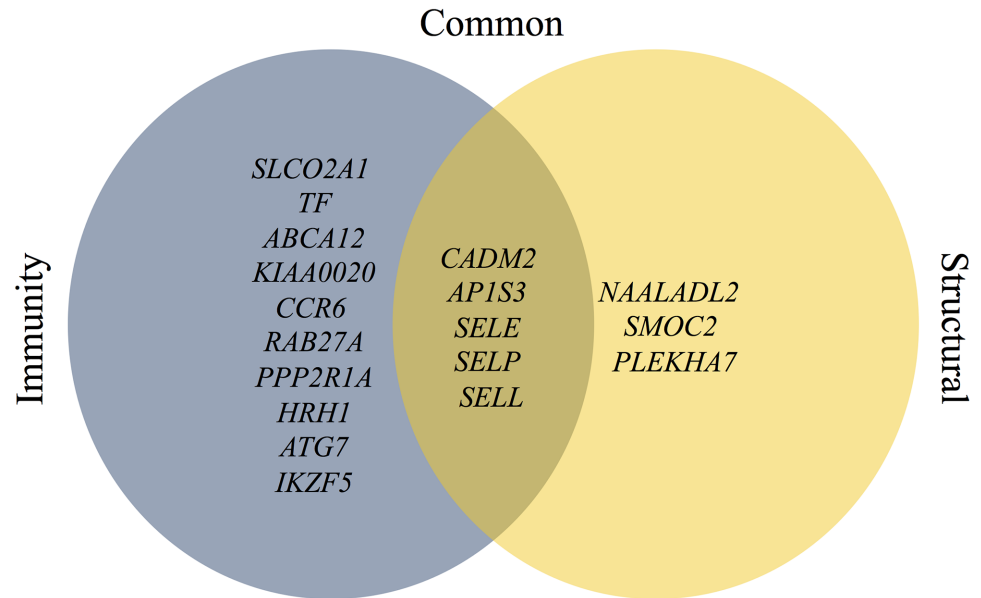 Common
Immunity
SLCO2A1
TF
ABCA12
KIAA0020
CCR6
RAB27A
PPP2R1A
HRH1
ATG7
IKZF5
CADM2
AP1S3
SELE
SELP
SELL
NAALADL2
SMOC2
PLEKHA7
Structural